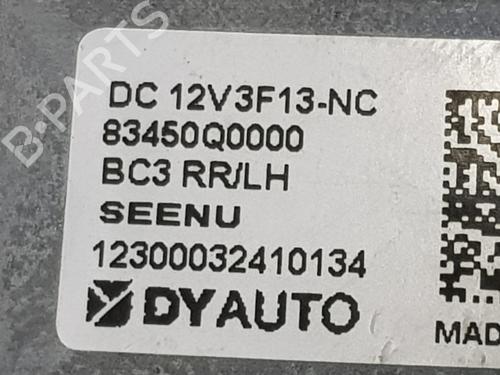 B-PARTS
DC 12V3F13-NC
83450Q0000
BC3 RR/LH
SEENU
12300032410134
DYAUTO
MAD